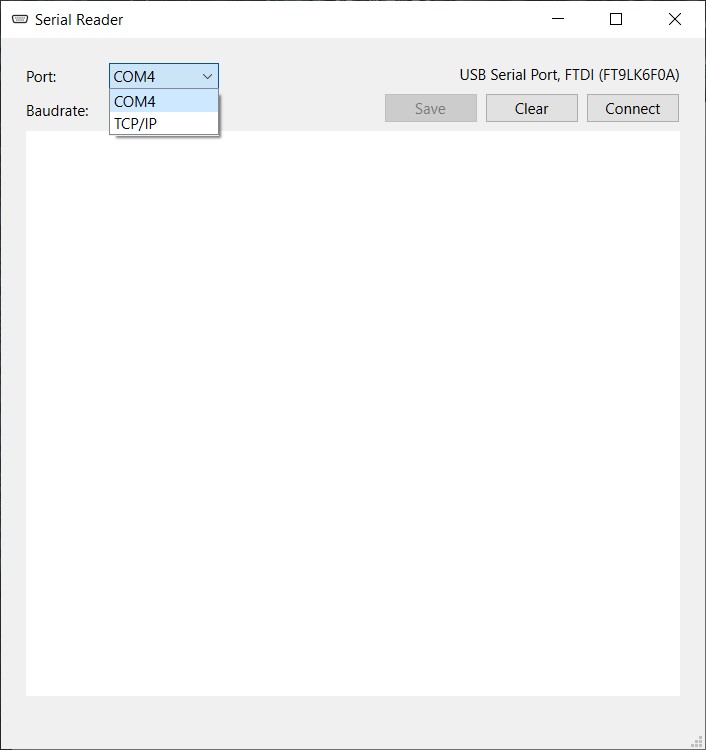 Serial Reader
Port:
COM4
USB Serial Port, FTDI (FT9LK6F0A)
Baudrate:
COM4
TCP/IP
Save
Clear
Connect